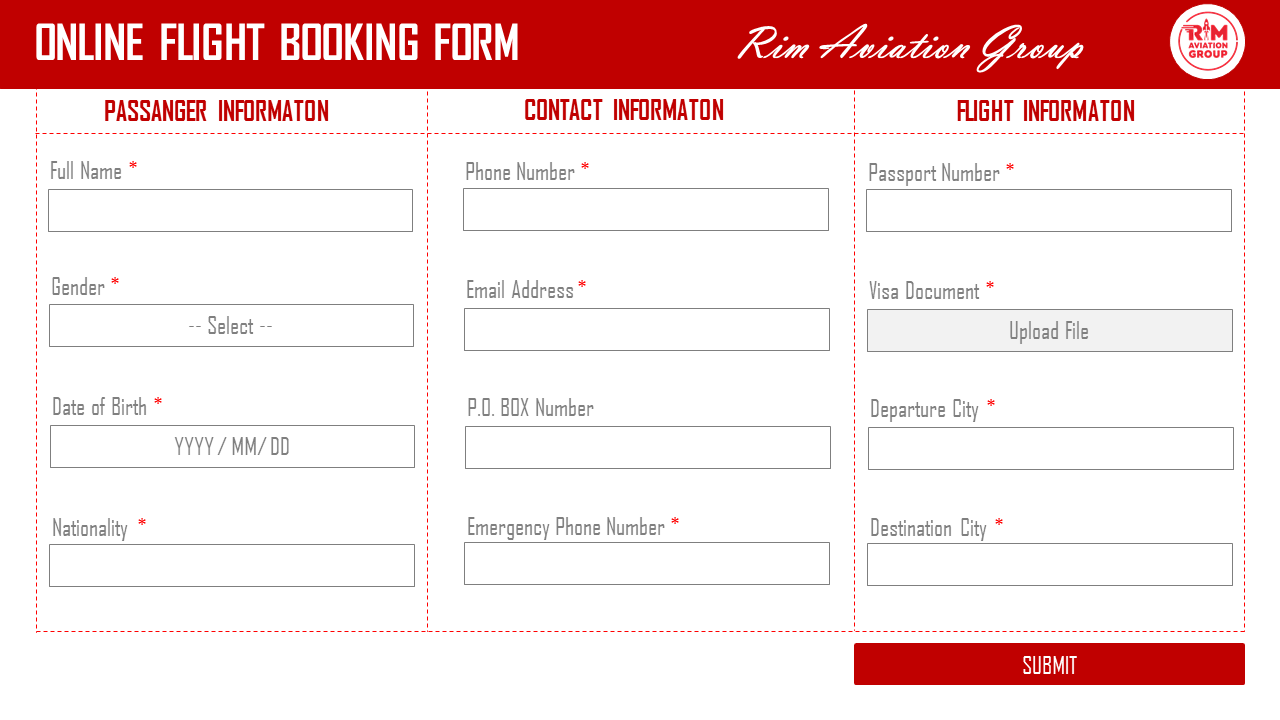 ONLINE FLIGHT BOOKING FORM
Rim Aviation Group
RIM
AVIATION
GROUP
PASSANGER INFORMATON
CONTACT INFORMATON
FLIGHT INFORMATON
Full Name *
Phone Number *
Passport Number *
Gender *
-- Select --
Email Address *
Visa Document *
Upload File
Date of Birth *
YYYY / MM/ DD
P.O. BOX Number
Departure City *
Nationality *
Emergency Phone Number *
Destination City *
SUBMIT